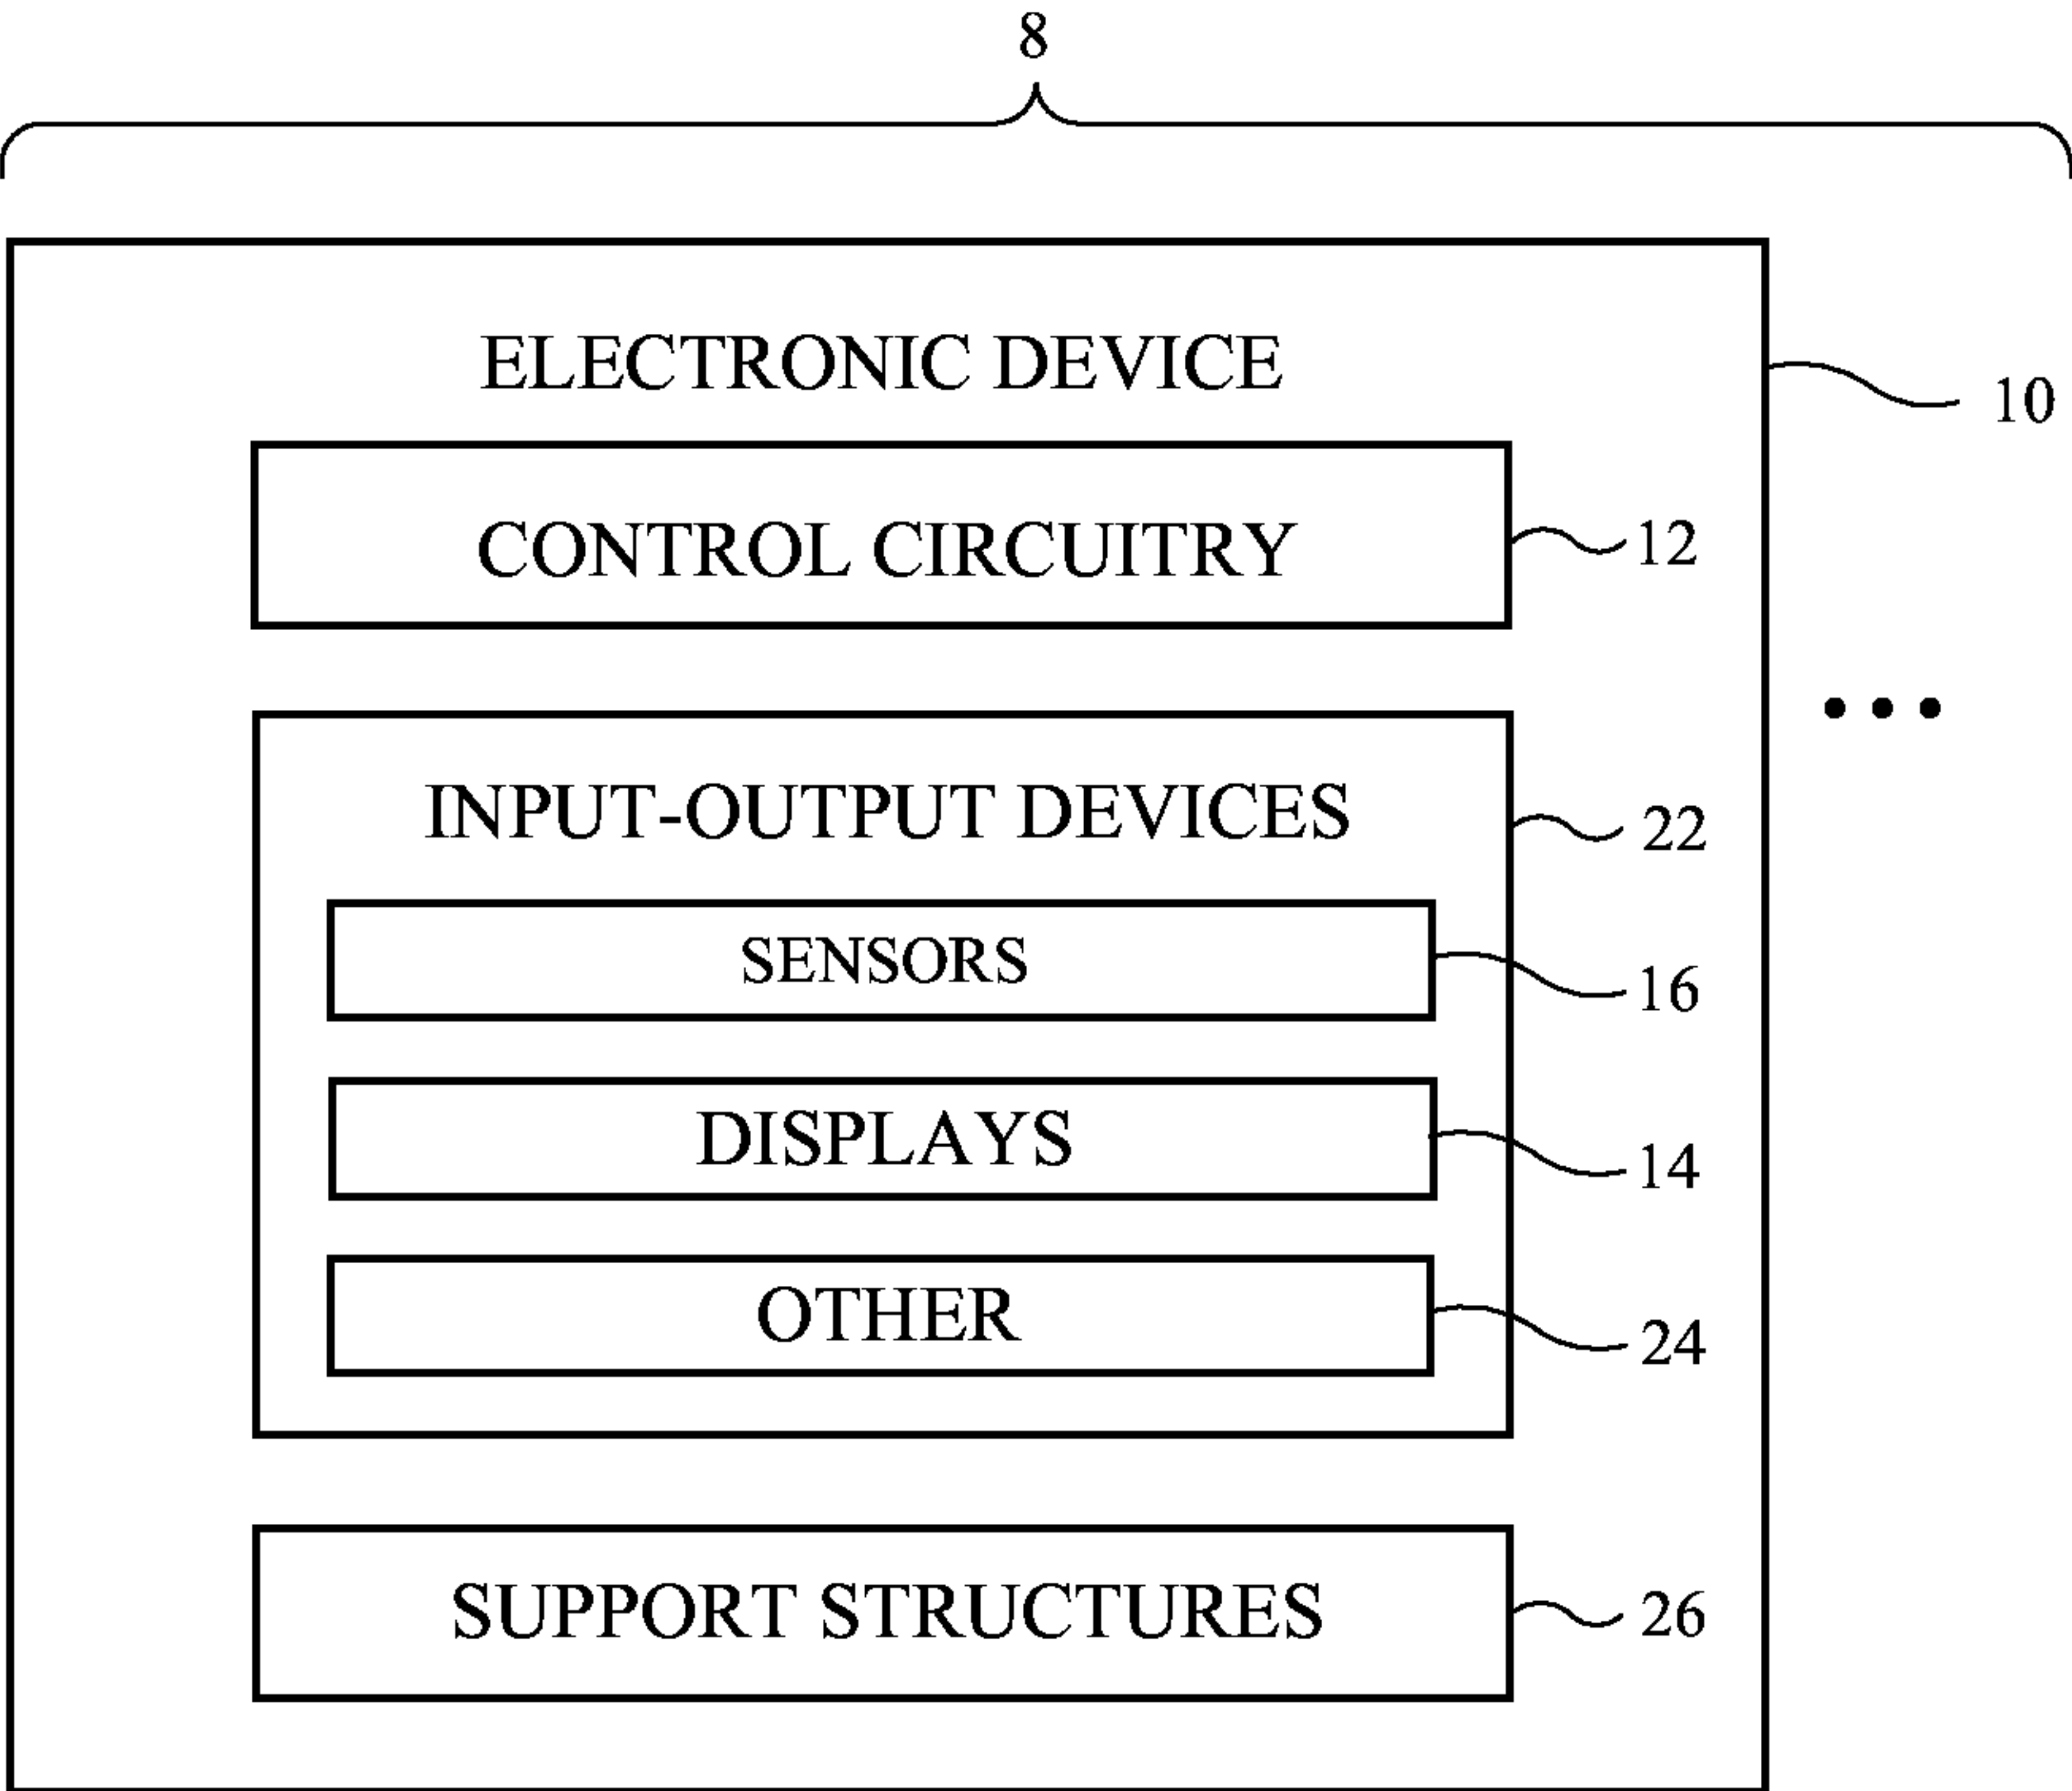 8
ELECTRONIC DEVICE
10
CONTROL CIRCUITRY
12
INPUT-OUTPUT DEVICES
22
SENSORS
16
DISPLAYS
14
OTHER
24
SUPPORT STRUCTURES
26